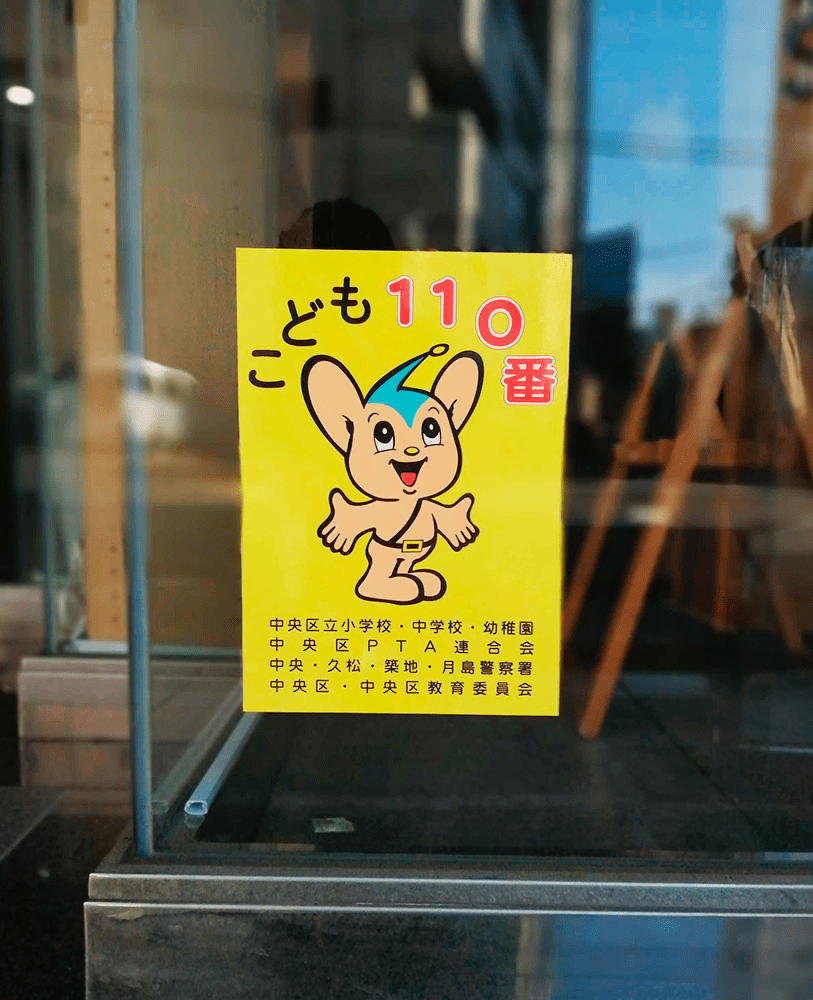 こども110番
中央区立小学校・中学校・幼稚園
中央区PTA連合会
中央・久松・築地・月島警察署
中央区・中央区教育委員会